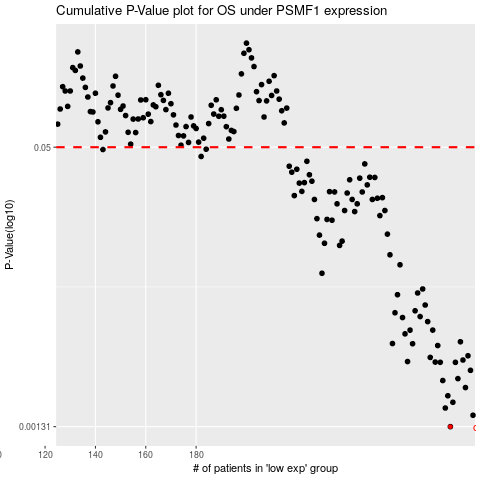 Cumulative P-Value plot for OS under PSMF1 expression
P-Value(log10)
0.05
0.00131
120 140 160 180
# of patients in 'low exp' group